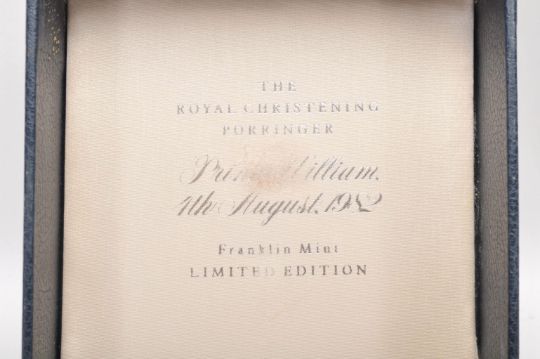 THE
ROYAL CHRISTENING
PORRINGER
Prince William,
4th August, 1982
Franklin Mint
LIMITED EDITION